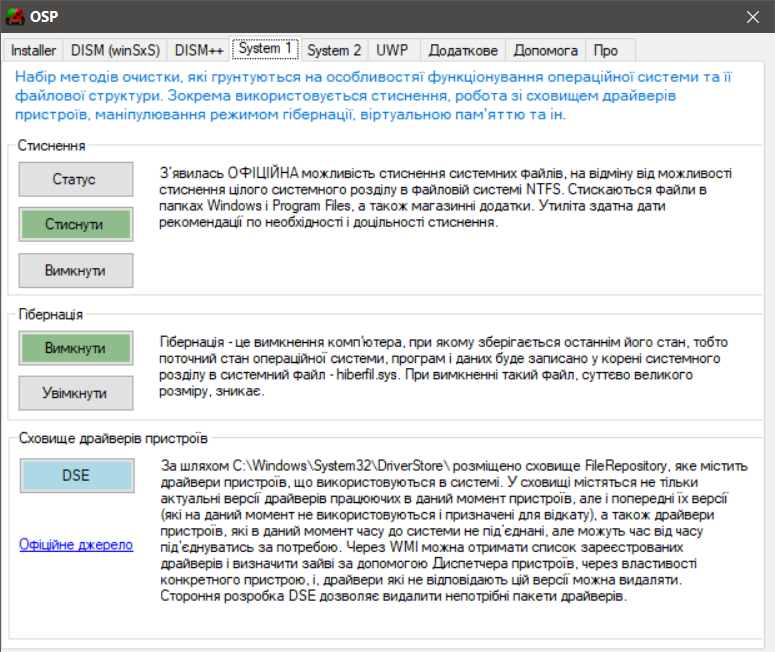 OSP
Installer DISM (winSxS) DISM++ System 1 System 2 UWP Додаткове Допомога Про
Набір методів очистки, які ґрунтуються на особливостяї функціонування операційної системи та її
файлової структури. Зокрема використовується стиснення, робота зі сховищем драйверів
пристроїв, маніпулювання режимом гібернації, віртуальною пам'яттю та ін.
Стиснення
Статус
Стиснути
Вимкнути
З'явилась ОФІЦІЙНА можливість стиснення системних файлів, на відміну від можливості
стиснення цілого системного розділу в файловій системі NTFS. Стискаються файли в
папках Windows і Program Files, а також магазинні додатки. Утиліта здатна дати
рекомендації по необхідності і доцільності стиснення.
Гібернація
Вимкнути
Увімкнути
Гібернація - це вимкнення комп'ютера, при якому зберігається останнім його стан, тобто
поточний стан операційної системи, програм і даних буде записано у корені системного
розділу в системний файл - hiberfil.sys. При вимкненні такий файл, суттєво великого
розміру, зникає.
Сховище драйверів пристроїв
DSE
Офіційне джерело
За шляхом C:\Windows\System32\DriverStore\ розміщено сховище FileRepository, яке містить
драйвери пристроїв, що використовуються в системі. У сховищі містяться не тільки
актуальні версії драйверів працюючих в даний момент пристроїв, але і попередні їх версії
(які на даний момент не використовуються і призначені для відкату), а також драйвери
пристроїв, які в даний момент часу до системи не під'єднані, але можуть час від часу
під'єднуватись за потребою. Через WMI можна отримати список зареєстрованих
драйверів і визначити зайві за допомогою Диспетчера пристроїв, через властивості
конкретного пристрою, і, драйвери які не відповідають цій версії можна видаляти.
Стороння розробка DSE дозволяє видалити непотрібні пакети драйверів.